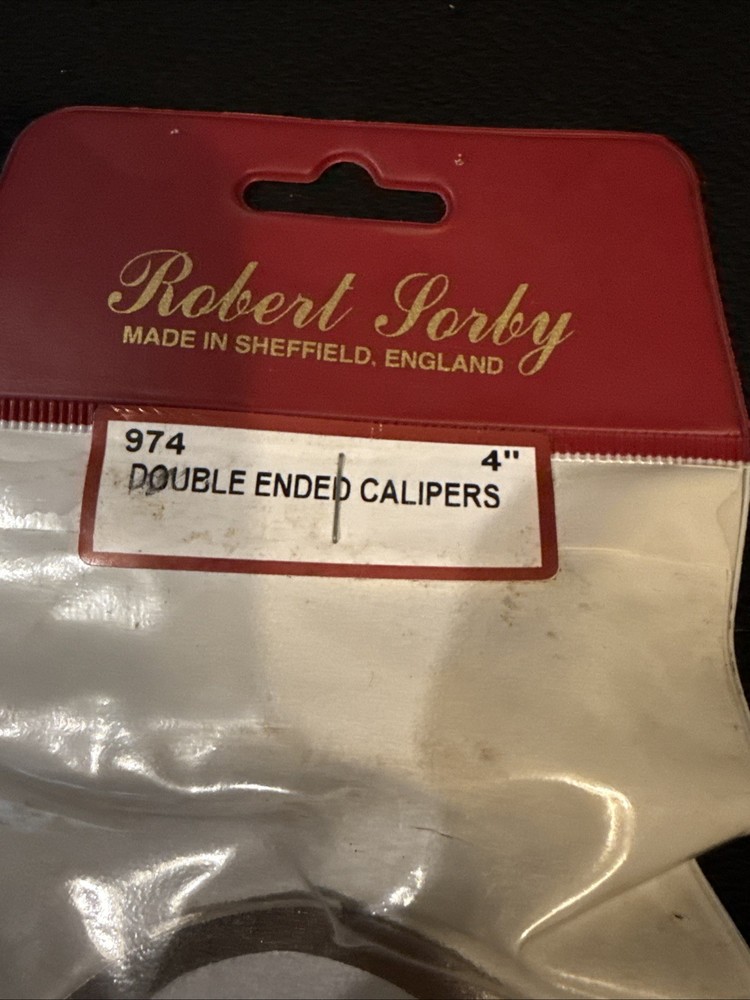 Robert Sorby
MADE IN SHEFFIELD, ENGLAND
974 4"
DOUBLE ENDED CALIPERS